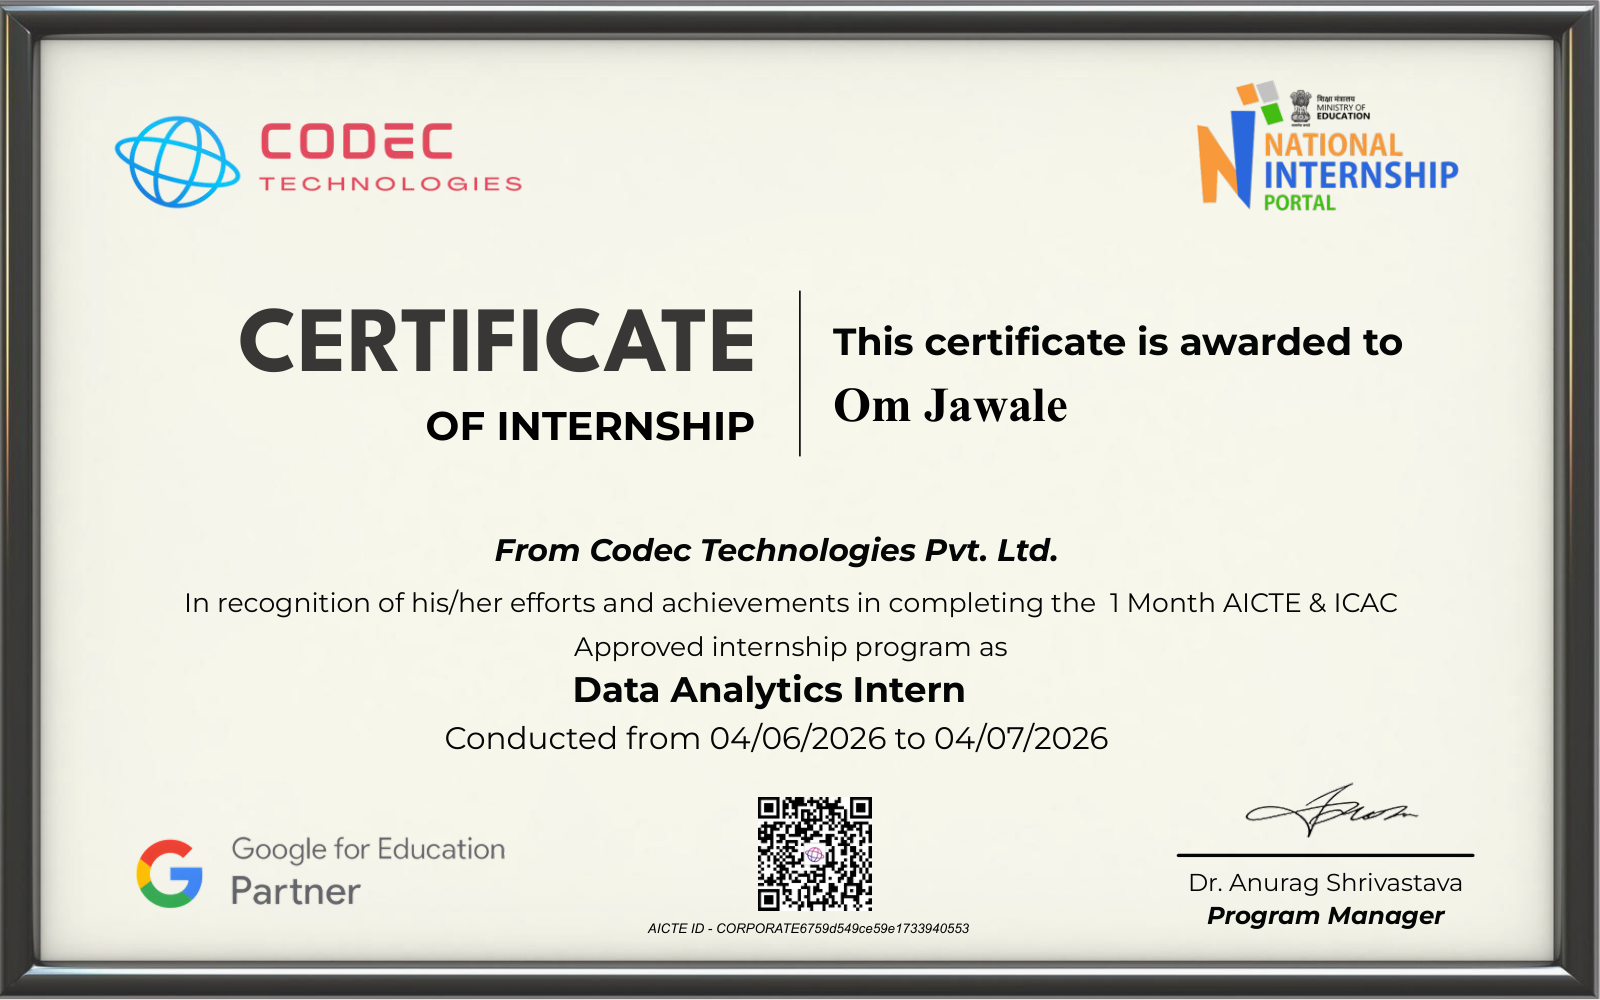 CODEC
TECHNOLOGIES
शिक्षा मंत्रालय
MINISTRY OF
EDUCATION
NATIONAL
INTERNSHIP
PORTAL
CERTIFICATE
OF INTERNSHIP
This certificate is awarded to
Om Jawale
From Codec Technologies Pvt. Ltd.
In recognition of his/her efforts and achievements in completing the  1 Month AICTE & ICAC
Approved internship program as
Data Analytics Intern
Conducted from 04/06/2026 to 04/07/2026
Google for Education
Partner
AICTE ID - CORPORATE6759d549ce59e1733940553
Dr. Anurag Shrivastava
Program Manager